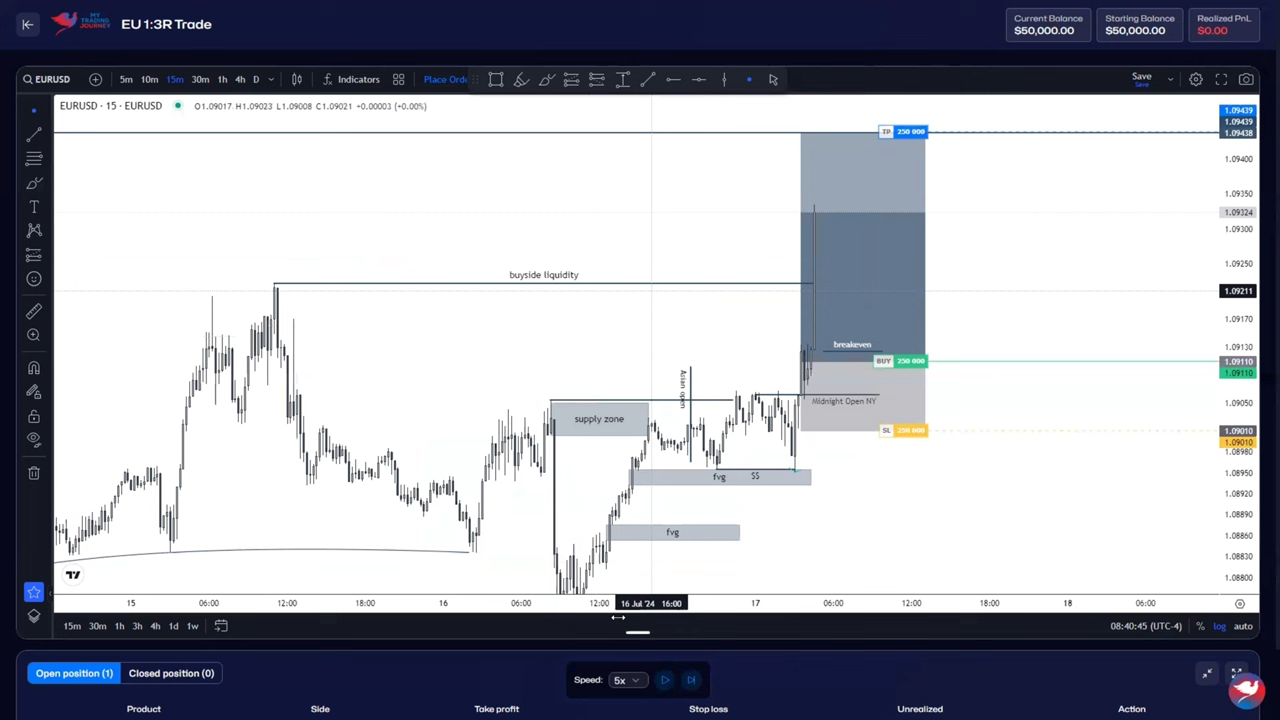 MY TRADING JOURNEY
EU 1:3R Trade
Current Balance
$50,000.00
Starting Balance
$50,000.00
Realized PnL
$0.00
EURUSD
5m 10m 15m 30m 1h 4h D
Indicators
Place Orde
Save
Save
EURUSD · 15 · EURUSD
O1.09017 H1.09023 L1.09008 C1.09021 +0.00003 (+0.00%)
1.09439
1.09439
1.09438
TP 250 000
1.09400
1.09350
1.09324
1.09300
buyside liquidity
1.09250
1.09211
1.09170
breakeven
1.09130
BUY 250 000
1.09110
1.09110
Asian open
Midnight Open NY
1.09050
supply zone
SL 250 000
1.09010
1.09010
1.08980
fvg $$
1.08950
1.08920
1.08890
fvg
1.08860
1.08830
1.08800
15 06:00 12:00 18:00 16 06:00 12:00 16 Jul '24 16:00 17 06:00 12:00 18:00 18 06:00
15m 30m 1h 3h 4h 1d 1w
08:40:45 (UTC-4) % log auto
Open position (1) Closed position (0)
Speed: 5x
Product Side Take profit Stop loss Unrealized Action